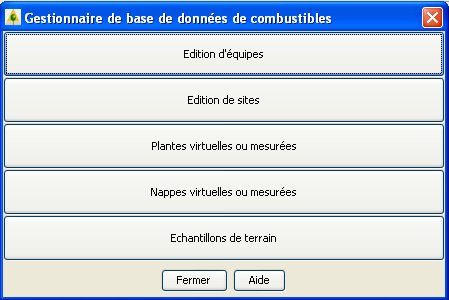 Gestionnaire de base de données de combustibles
Edition d'équipes
Edition de sites
Plantes virtuelles ou mesurées
Nappes virtuelles ou mesurées
Echantillons de terrain
Fermer Aide